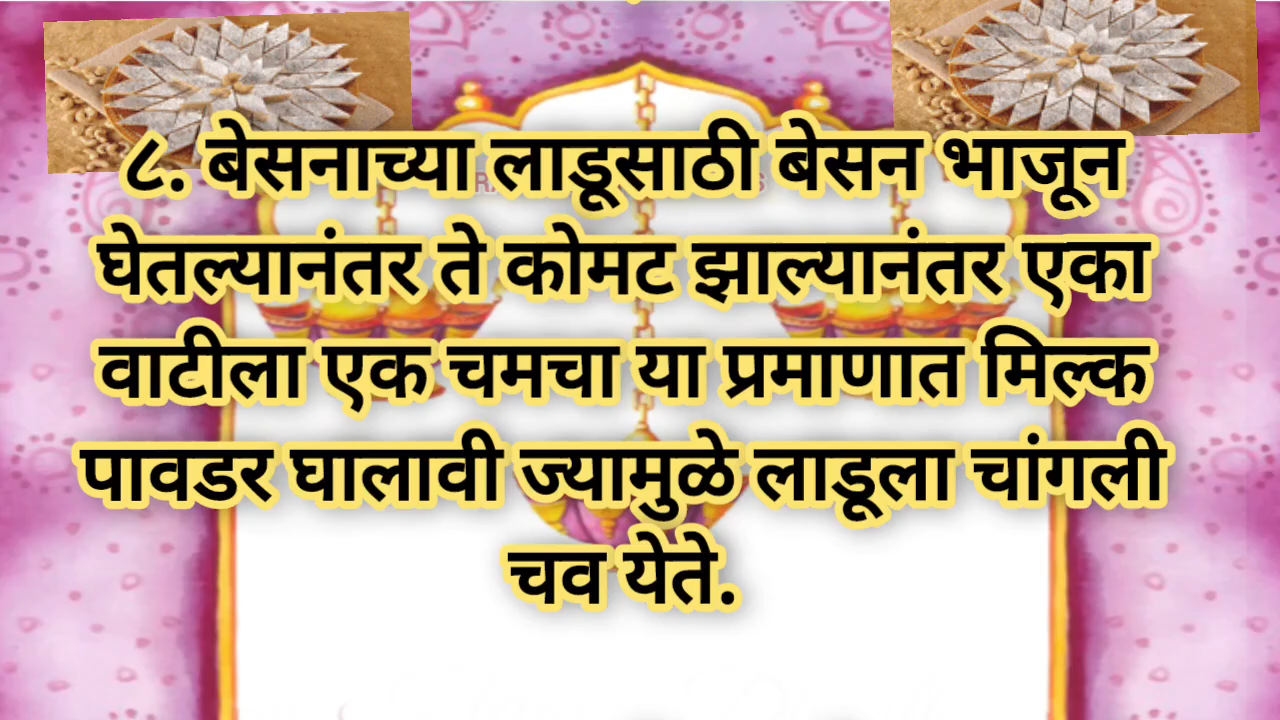 ८. बेसनाच्या लाडूसाठी बेसन भाजून
घेतल्यानंतर ते कोमट झाल्यानंतर एका
वाटीला एक चमचा या प्रमाणात मिल्क
पावडर घालावी ज्यामुळे लाडूला चांगली
चव येते.